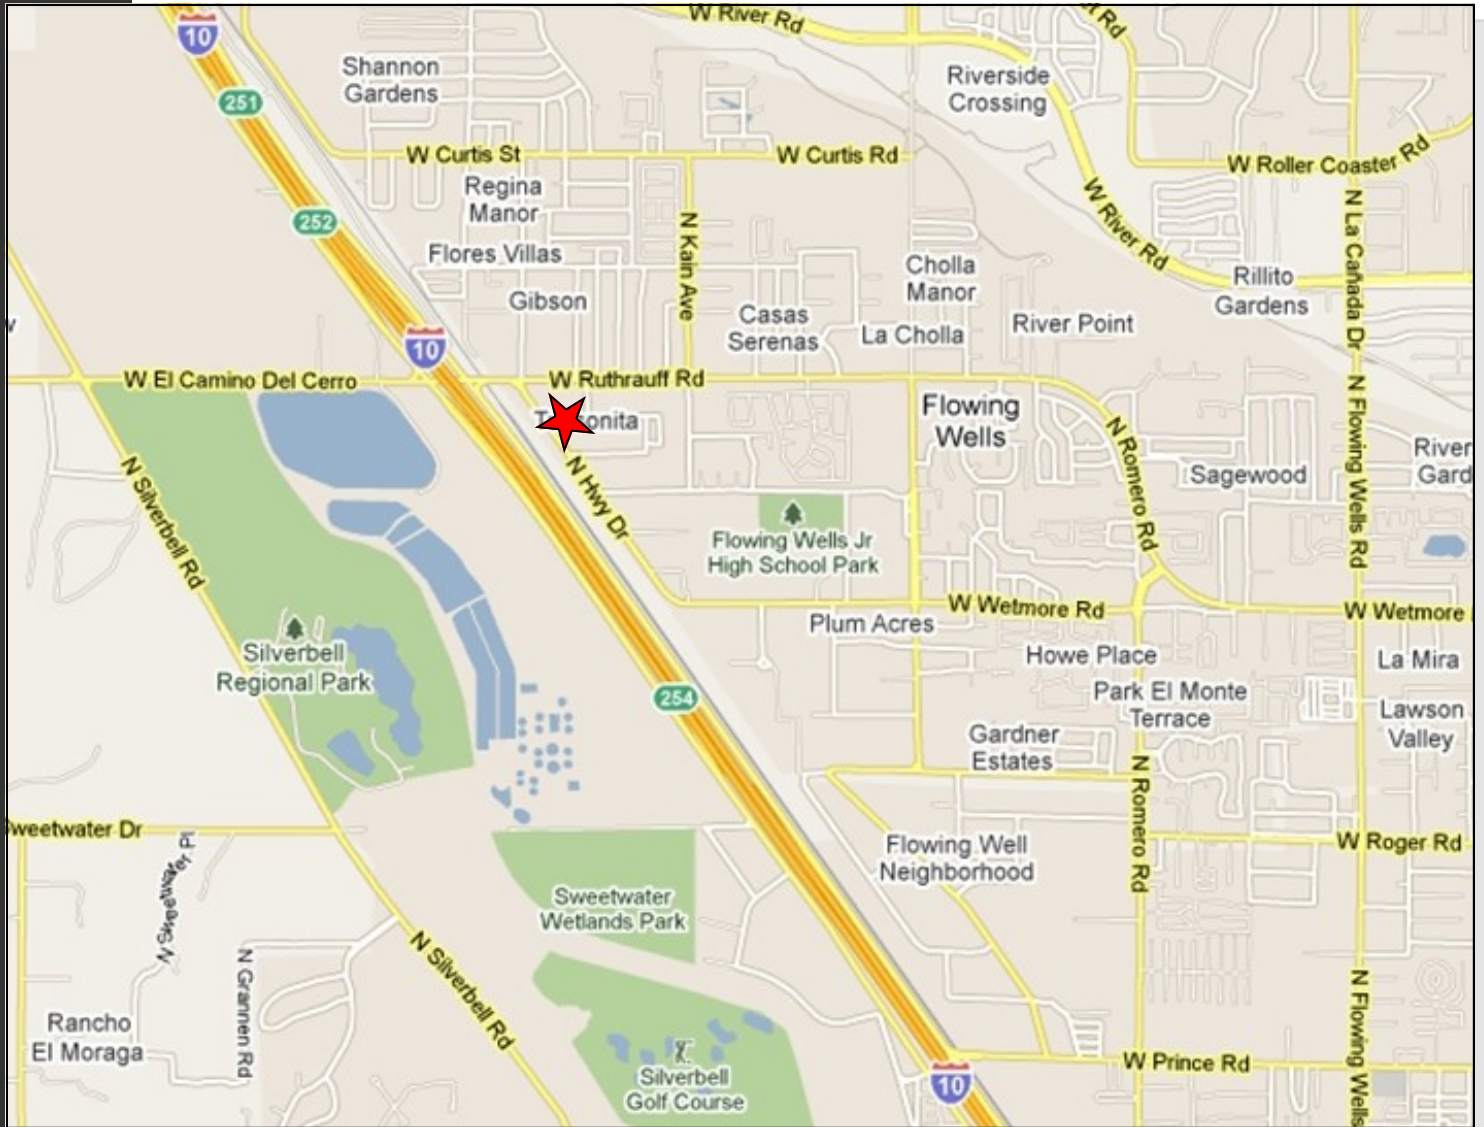 W River Rd
10
Shannon
Gardens
Riverside
Crossing
251
W Curtis St
W Curtis Rd
W Roller Coaster Rd
Regina
Manor
252
N Kain Ave
W River Rd
N La Cañada Dr
Flores Villas
Cholla
Manor
Rillito
Gardens
Gibson
Casas
Serenas
La Cholla
River Point
10
W El Camino Del Cerro
W Ruthrauff Rd
Flowing
Wells
N Romero Rd
N Flowing Wells Rd
Sagewood
River
Gard
N Silverbell Rd
N Hwy Dr
Flowing Wells Jr
High School Park
W Wetmore Rd
W Wetmore
Plum Acres
Silverbell
Regional Park
Howe Place
La Mira
254
Park El Monte
Terrace
Lawson
Valley
Gardner
Estates
N Romero Rd
Sweetwater Dr
N Sweetwater Pl
Flowing Well
Neighborhood
W Roger Rd
Sweetwater
Wetlands Park
N Silverbell Rd
N Grannen Rd
N Flowing Wells
Rancho
El Moraga
W Prince Rd
10
Silverbell
Golf Course